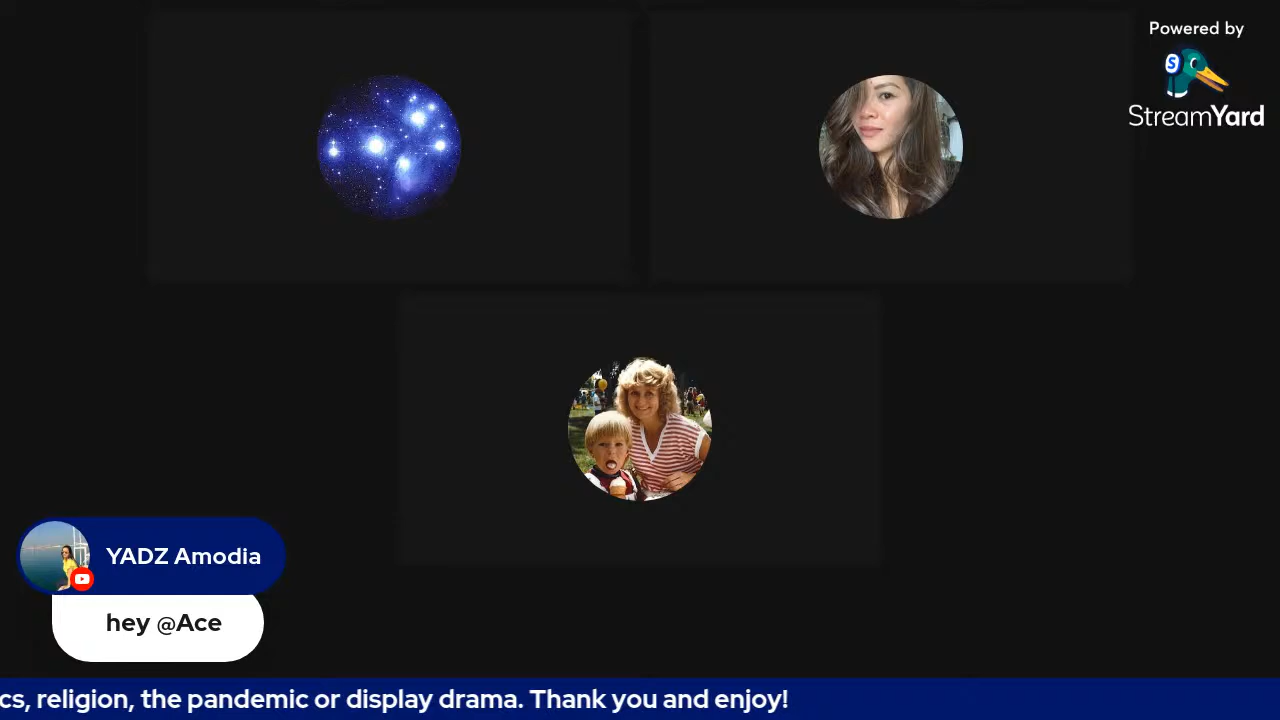 Powered by
S
StreamYard
YADZ Amodia
hey @Ace
cs, religion, the pandemic or display drama. Thank you and enjoy!